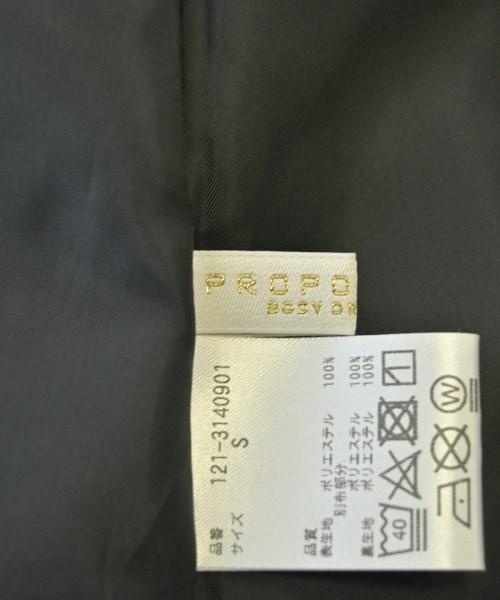 PROPO
BODY DR
品番 121-3140901
サイズ S
品質
表生地 ポリエステル 100%
別布部分
ポリエステル 100%
裏生地 ポリエステル 100%
40
W